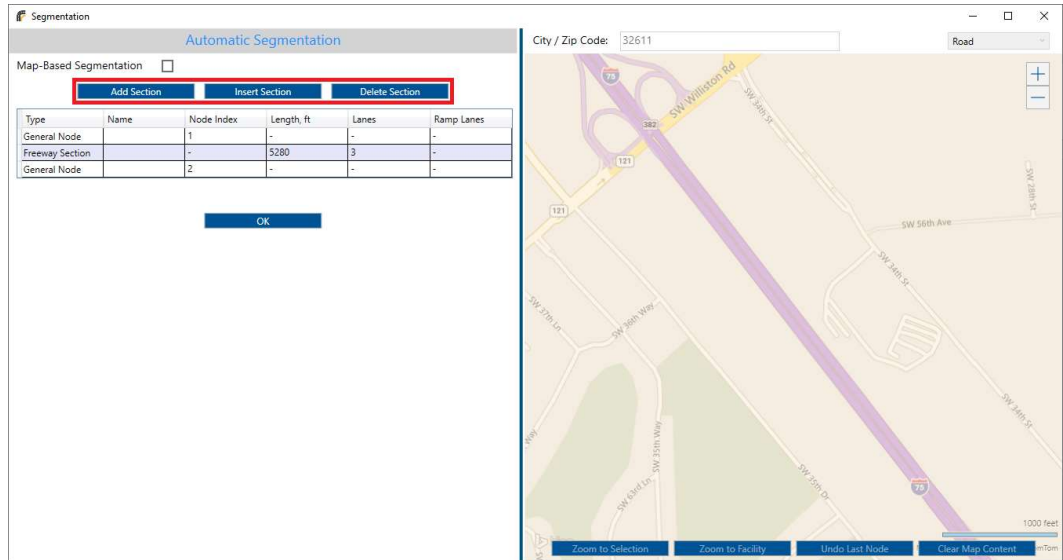 Segmentation
Automatic Segmentation
Map-Based Segmentation
Add Section Insert Section Delete Section
Type Name Node Index Length, ft Lanes Ramp Lanes
General Node 1 - - -
Freeway Section - 5280 3 -
General Node 2 - - -
OK
City / Zip Code: 32611 Road
75
SW Williston Rd
SW 34th St
382
121
121
SW 28th St
SW 56th Ave
SW 34th St
SW 37th Ln
SW 36th Way
SW 34th St
SW 35th Way
SW 63rd Ln
SW 35th Dr
75
1000 feet
Zoom to Selection Zoom to Facility Undo Last Node Clear Map Content